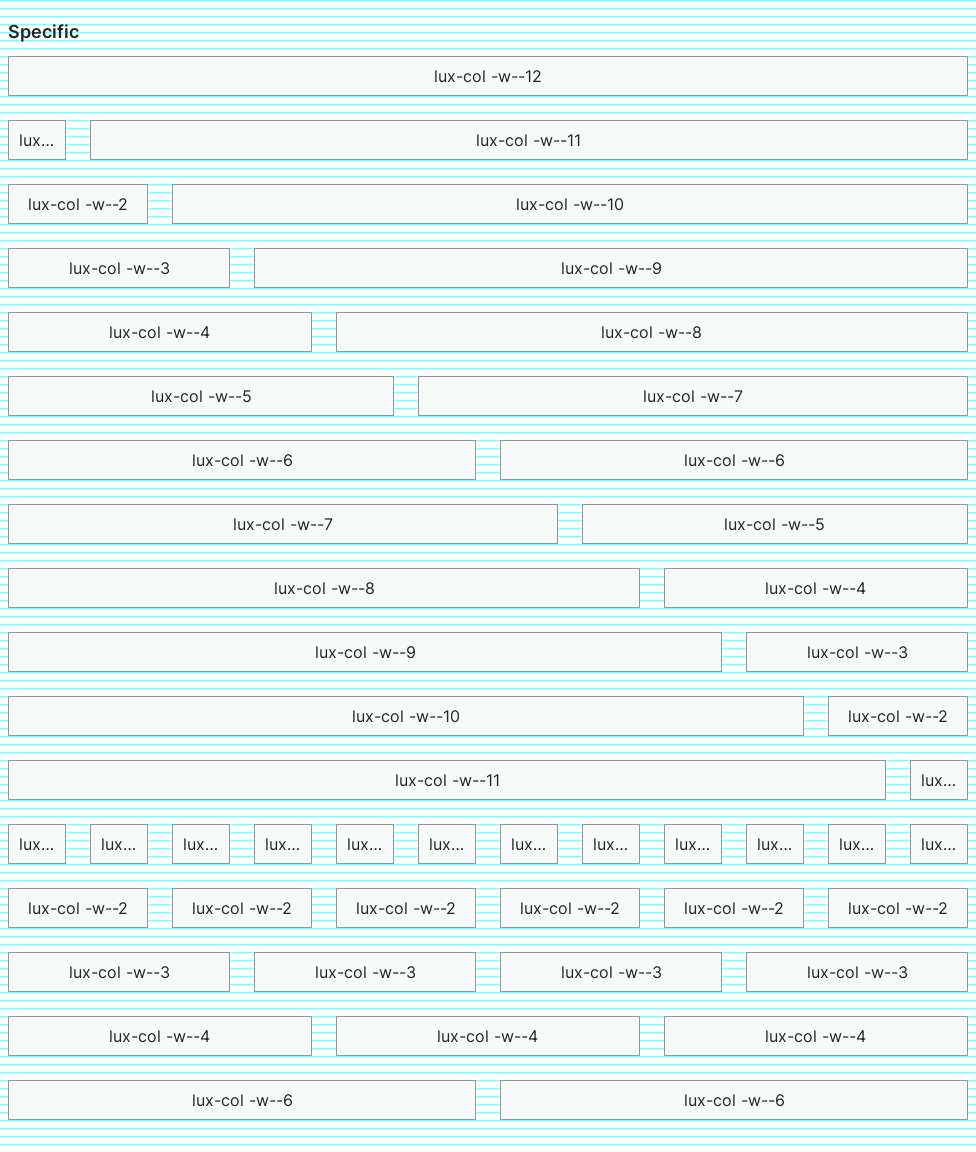 Specific
lux-col -w--12
lux... lux-col -w--11
lux-col -w--2 lux-col -w--10
lux-col -w--3 lux-col -w--9
lux-col -w--4 lux-col -w--8
lux-col -w--5 lux-col -w--7
lux-col -w--6 lux-col -w--6
lux-col -w--7 lux-col -w--5
lux-col -w--8 lux-col -w--4
lux-col -w--9 lux-col -w--3
lux-col -w--10 lux-col -w--2
lux-col -w--11 lux...
lux... lux... lux... lux... lux... lux... lux... lux... lux... lux... lux... lux...
lux-col -w--2 lux-col -w--2 lux-col -w--2 lux-col -w--2 lux-col -w--2 lux-col -w--2
lux-col -w--3 lux-col -w--3 lux-col -w--3 lux-col -w--3
lux-col -w--4 lux-col -w--4 lux-col -w--4
lux-col -w--6 lux-col -w--6